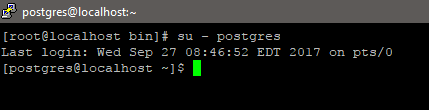 postgres@localhost:~
[root@localhost bin]# su - postgres
Last login: Wed Sep 27 08:46:52 EDT 2017 on pts/0
[postgres@localhost ~]$